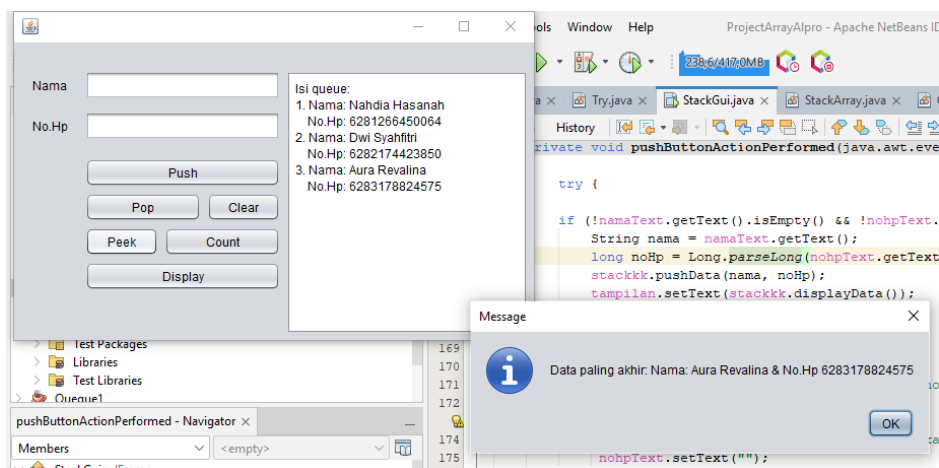 ools Window Help ProjectArrayAlpro - Apache NetBeans ID
238,6/417,0MB
Nama
No.Hp
Push
Pop Clear
Peek Count
Display
Isi queue:
1. Nama: Nahdia Hasanah
No.Hp: 6281266450064
2. Nama: Dwi Syahfitri
No.Hp: 6282174423850
3. Nama: Aura Revalina
No.Hp: 6283178824575
a Try.java StackGui.java StackArray.java
History
rivate void pushButtonActionPerformed(java.awt.eve
try {
if (!namaText.getText().isEmpty() && !nohpText.
String nama = namaText.getText();
long noHp = Long.parseLong(nohpText.getText
stackkk.pushData(nama, noHp);
tampilan.setText(stackkk.displayData());
Message
Data paling akhir: Nama: Aura Revalina & No.Hp 6283178824575
OK
Test Packages
Libraries
Test Libraries
Queque1
pushButtonActionPerformed - Navigator
Members <empty>
169
170
171
172
174
175 nohpText.setText("");